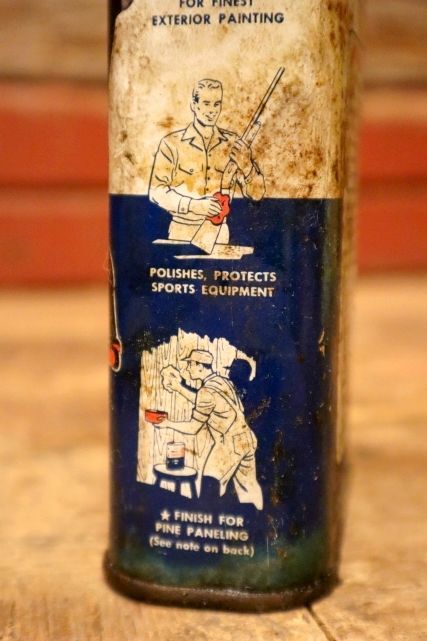 FOR FINEST
EXTERIOR PAINTING
POLISHES, PROTECTS
SPORTS EQUIPMENT
★ FINISH FOR
PINE PANELING
(See note on back)